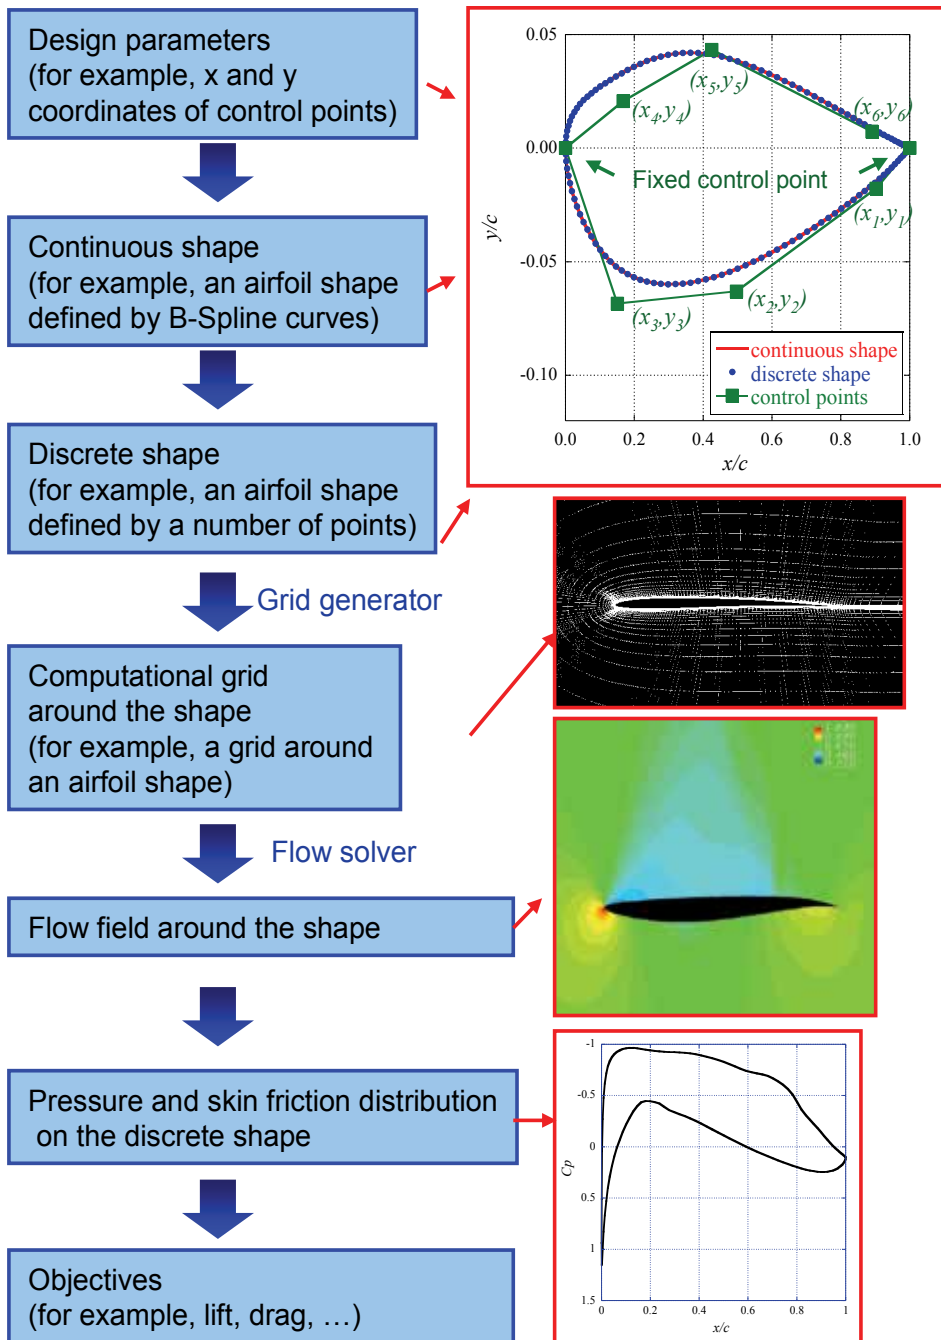 Design parameters
(for example, x and y
coordinates of control points)
Continuous shape
(for example, an airfoil shape
defined by B-Spline curves)
Discrete shape
(for example, an airfoil shape
defined by a number of points)
Grid generator
Computational grid
around the shape
(for example, a grid around
an airfoil shape)
Flow solver
Flow field around the shape
Pressure and skin friction distribution
on the discrete shape
Objectives
(for example, lift, drag, …)
0.05
0.00
-0.05
-0.10
y/c
0.0 0.2 0.4 0.6 0.8 1.0
x/c
(x5,y5)
(x4,y4)
(x6,y6)
Fixed control point
(x1,y1)
(x2,y2)
(x3,y3)
continuous shape
discrete shape
control points
-1
-0.5
0
0.5
1
1.5
Cp
0 0.2 0.4 0.6 0.8 1
x/c